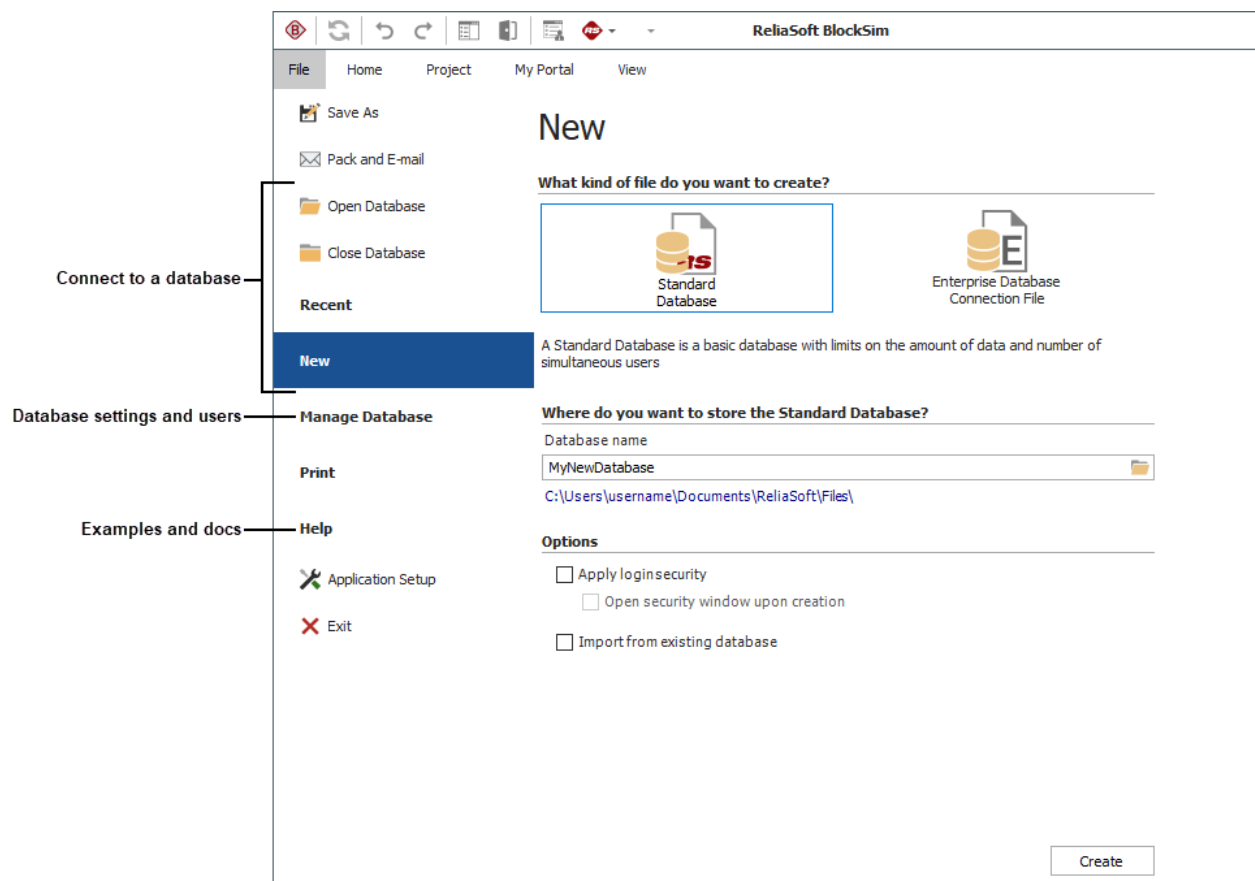 ReliaSoft BlockSim
File Home Project My Portal View
Save As
Pack and E-mail
Open Database
Close Database
Recent
New
Manage Database
Print
Help
Application Setup
Exit
Connect to a database
Database settings and users
Examples and docs
New
What kind of file do you want to create?
RS
Standard
Database
E
Enterprise Database
Connection File
A Standard Database is a basic database with limits on the amount of data and number of
simultaneous users
Where do you want to store the Standard Database?
Database name
MyNewDatabase
C:\Users\username\Documents\ReliaSoft\Files\
Options
Apply login security
Open security window upon creation
Import from existing database
Create